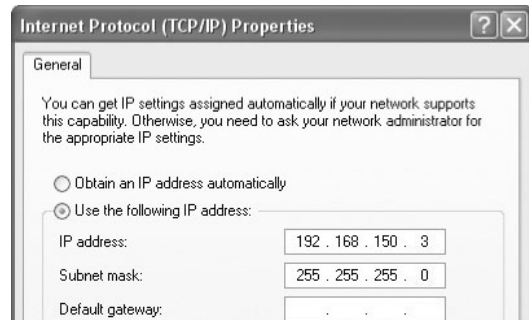 Internet Protocol (TCP/IP) Properties
General
You can get IP settings assigned automatically if your network supports
this capability. Otherwise, you need to ask your network administrator for
the appropriate IP settings.
Obtain an IP address automatically
Use the following IP address:
IP address: 192 . 168 . 150 . 3
Subnet mask: 255 . 255 . 255 . 0
Default gateway: . . .